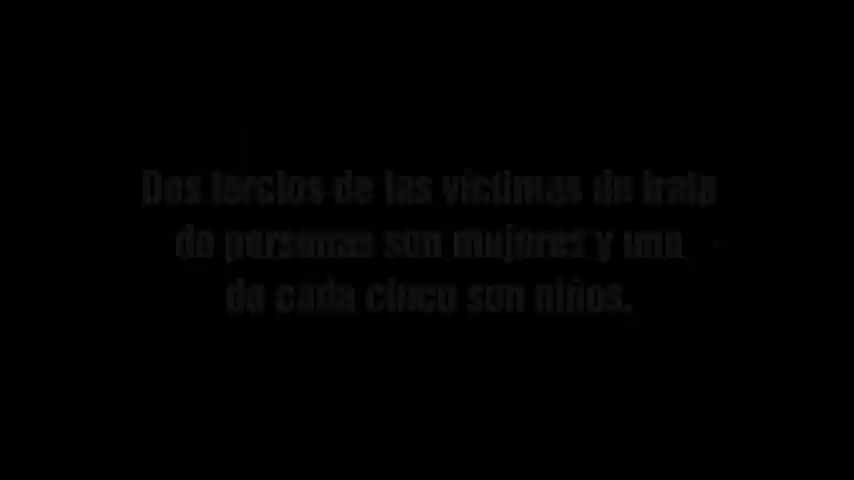 Dos tercios de las víctimas de trata
de personas son mujeres y una
de cada cinco son niños.